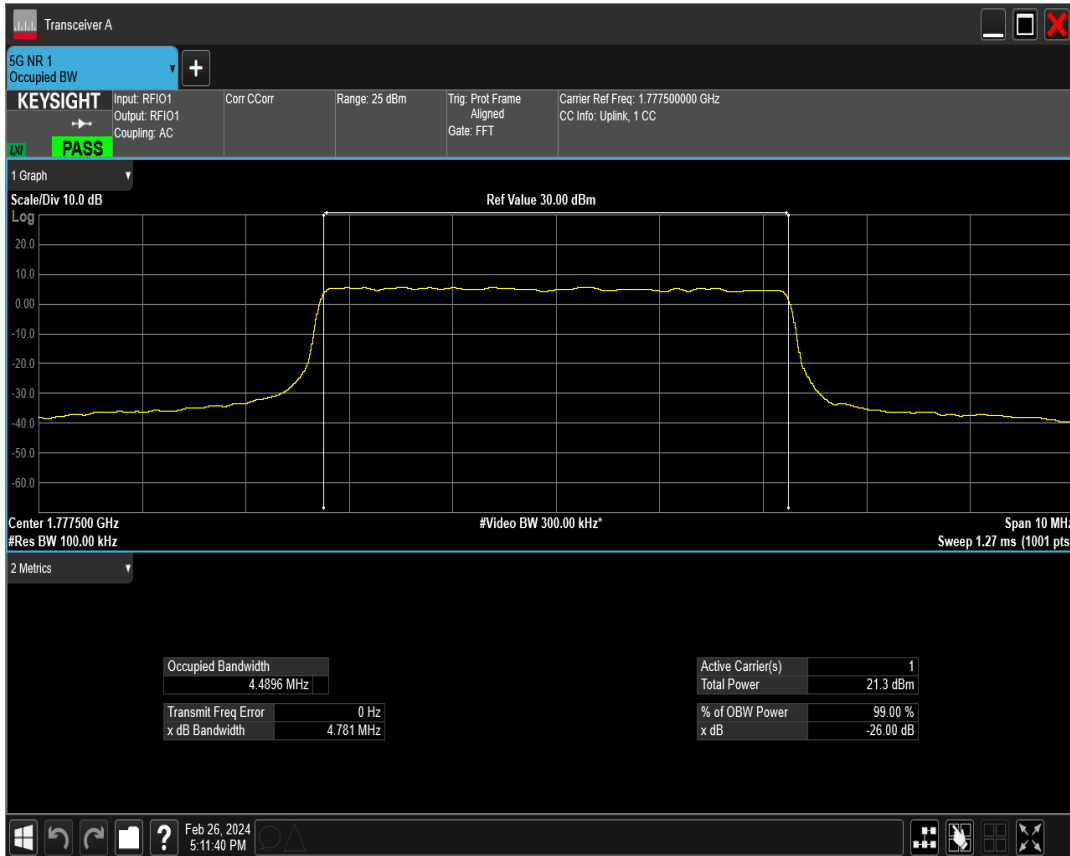 Transceiver A
5G NR 1
Occupied BW
+
KEYSIGHT
LXI
PASS
Input: RFIO1
Output: RFIO1
Coupling: AC
Corr CCorr
Range: 25 dBm
Trig: Prot Frame
Aligned
Gate: FFT
Carrier Ref Freq: 1.777500000 GHz
CC Info: Uplink, 1 CC
1 Graph
Scale/Div 10.0 dB
Ref Value 30.00 dBm
Log
20.0
10.0
0.00
-10.0
-20.0
-30.0
-40.0
-50.0
-60.0
Center 1.777500 GHz
#Video BW 300.00 kHz*
Span 10 MHz
#Res BW 100.00 kHz
Sweep 1.27 ms (1001 pts
2 Metrics
Occupied Bandwidth
4.4896 MHz
Transmit Freq Error 0 Hz
x dB Bandwidth 4.781 MHz
Active Carrier(s) 1
Total Power 21.3 dBm
% of OBW Power 99.00 %
x dB -26.00 dB
?
Feb 26, 2024
5:11:40 PM